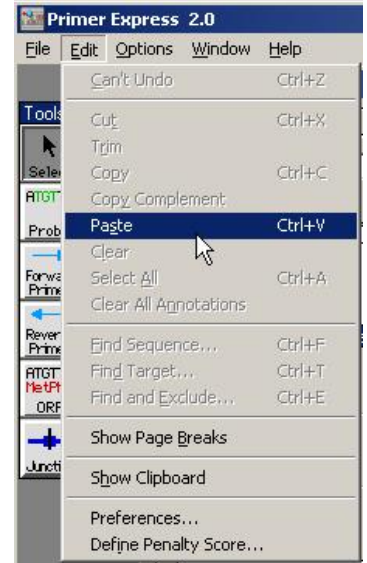 Primer Express 2.0
File Edit Options Window Help
Can't Undo Ctrl+Z
Tools
Cut Ctrl+X
Trim
Copy Ctrl+C
Copy Complement
Paste Ctrl+V
Clear
Select All Ctrl+A
Clear All Annotations
Find Sequence... Ctrl+F
Find Target... Ctrl+T
Find and Exclude... Ctrl+E
Show Page Breaks
Show Clipboard
Preferences...
Define Penalty Score...
Sele
ATGT
Prob
Forwa
Prime
Rever
Prime
ATGT
MetPh
ORF
Juncti